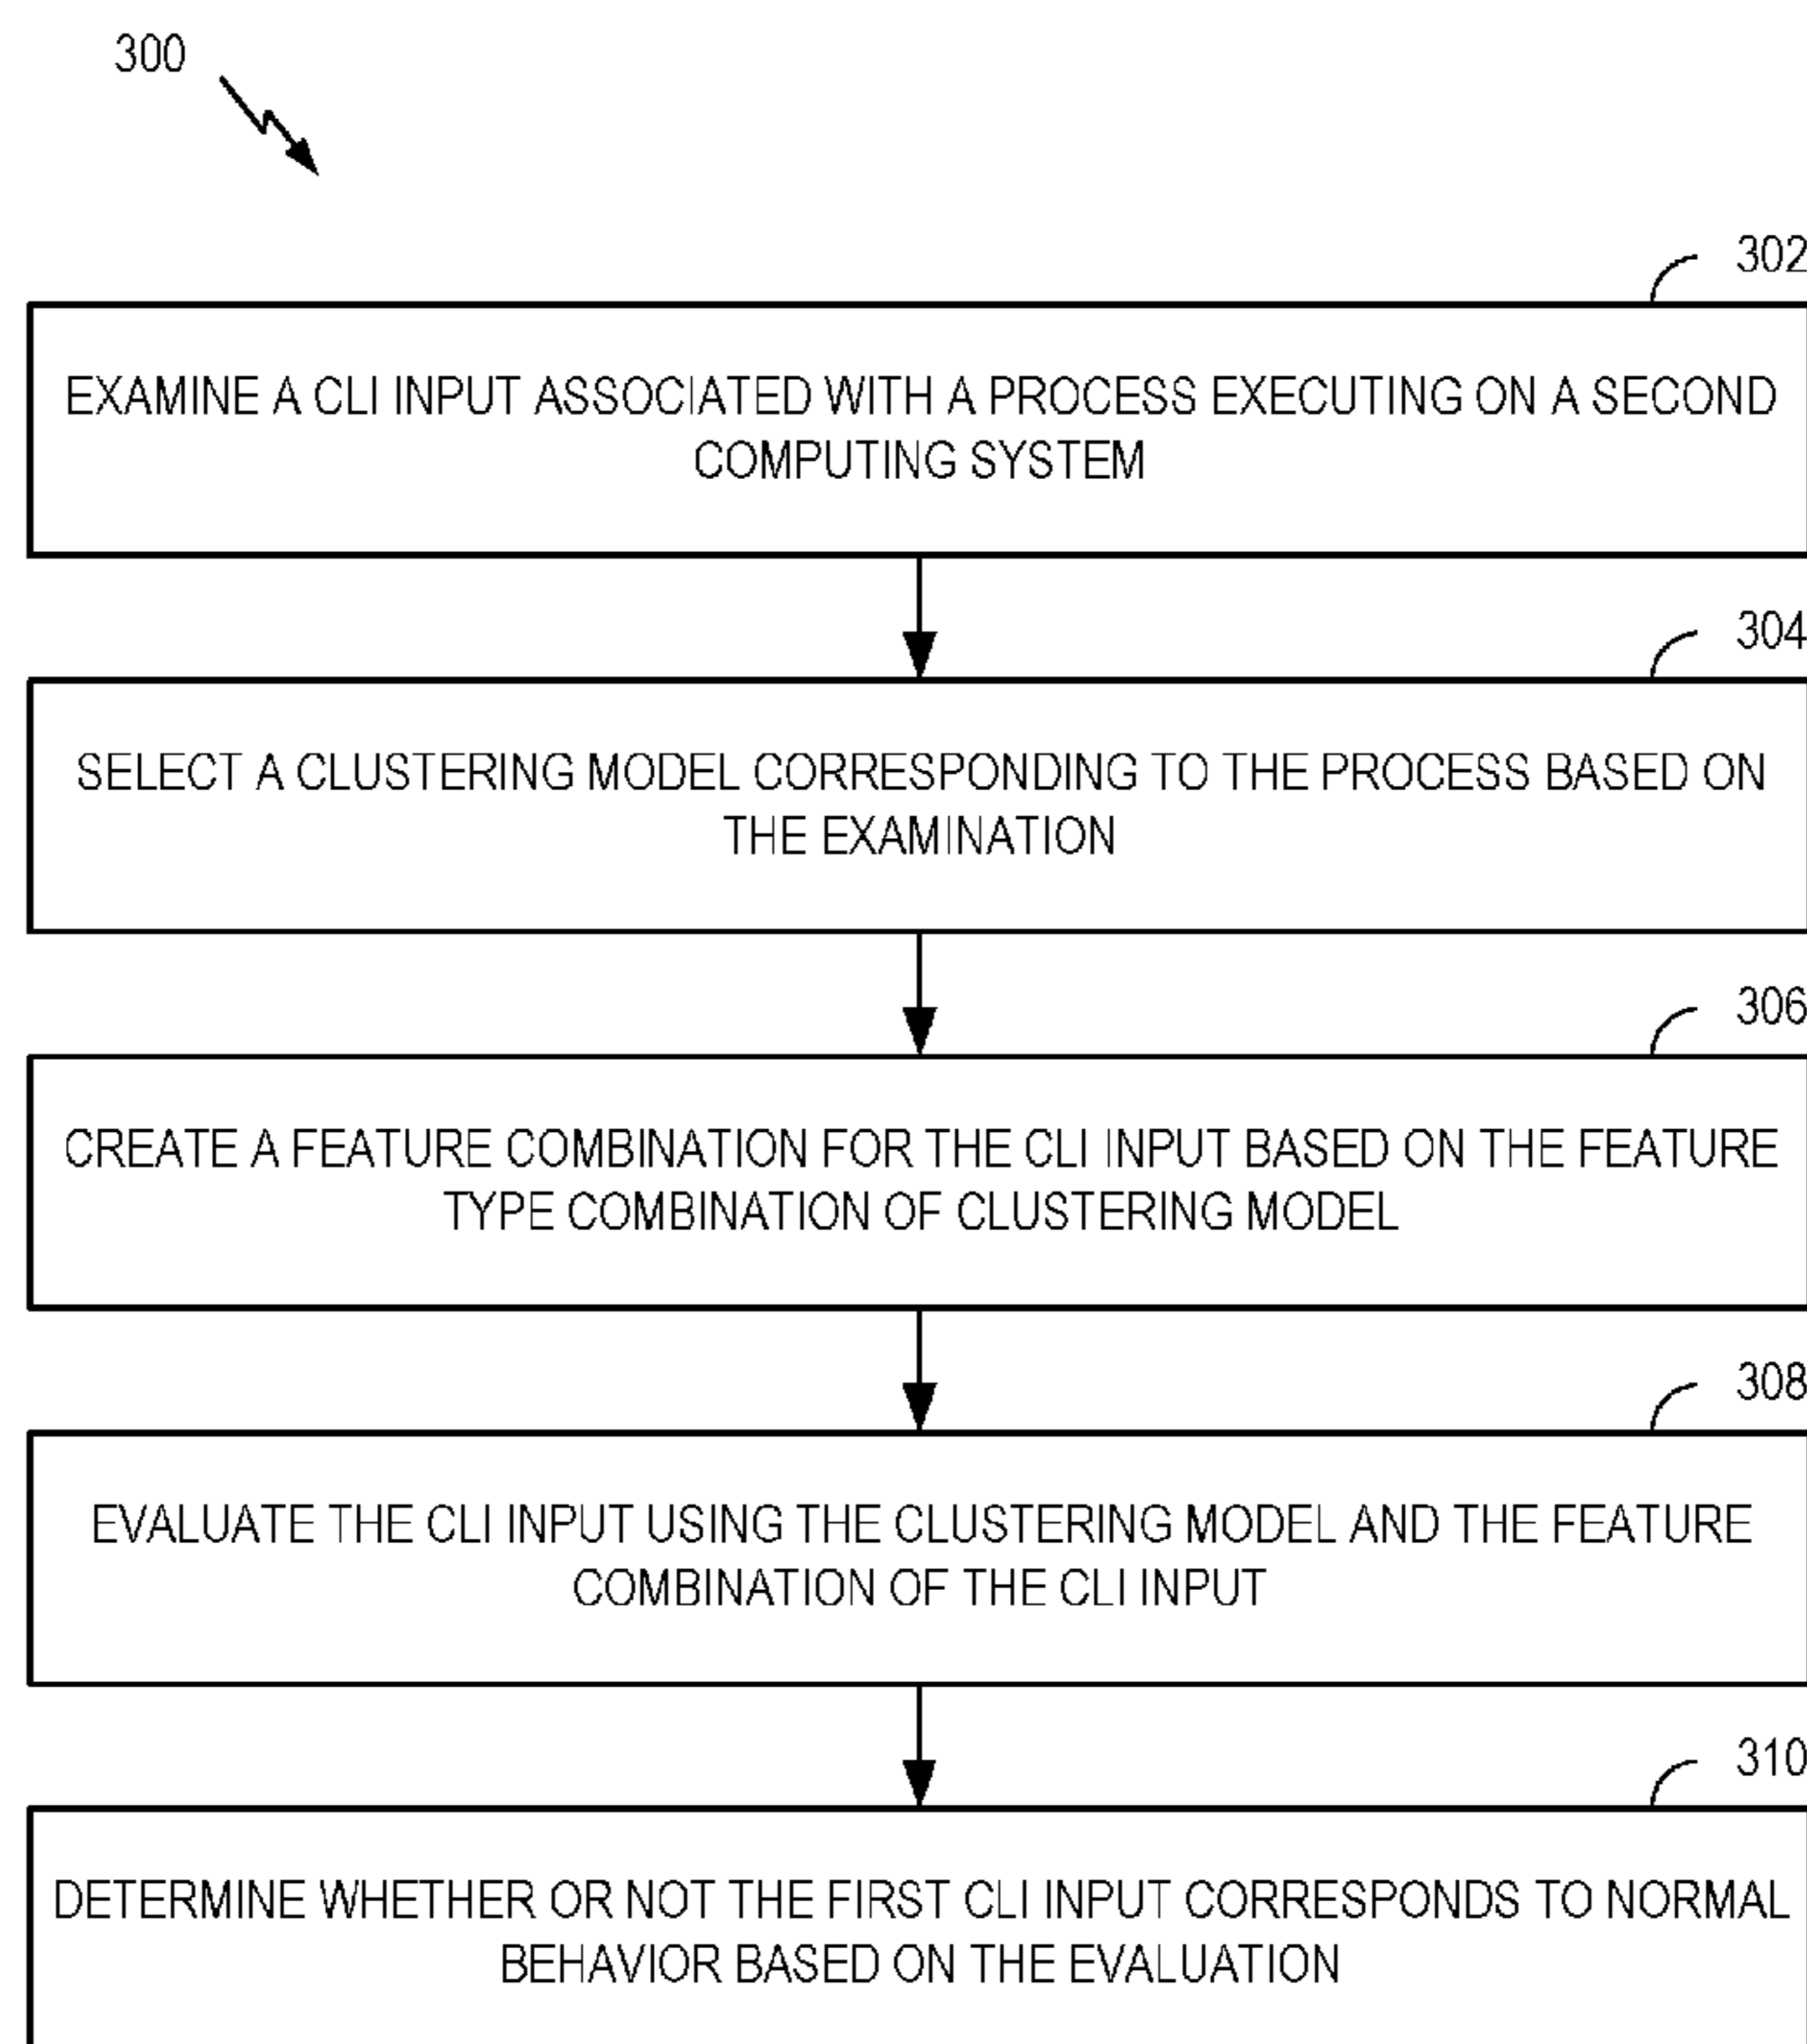 300
302
EXAMINE A CLI INPUT ASSOCIATED WITH A PROCESS EXECUTING ON A SECOND
COMPUTING SYSTEM
304
SELECT A CLUSTERING MODEL CORRESPONDING TO THE PROCESS BASED ON
THE EXAMINATION
306
CREATE A FEATURE COMBINATION FOR THE CLI INPUT BASED ON THE FEATURE
TYPE COMBINATION OF CLUSTERING MODEL
308
EVALUATE THE CLI INPUT USING THE CLUSTERING MODEL AND THE FEATURE
COMBINATION OF THE CLI INPUT
310
DETERMINE WHETHER OR NOT THE FIRST CLI INPUT CORRESPONDS TO NORMAL
BEHAVIOR BASED ON THE EVALUATION